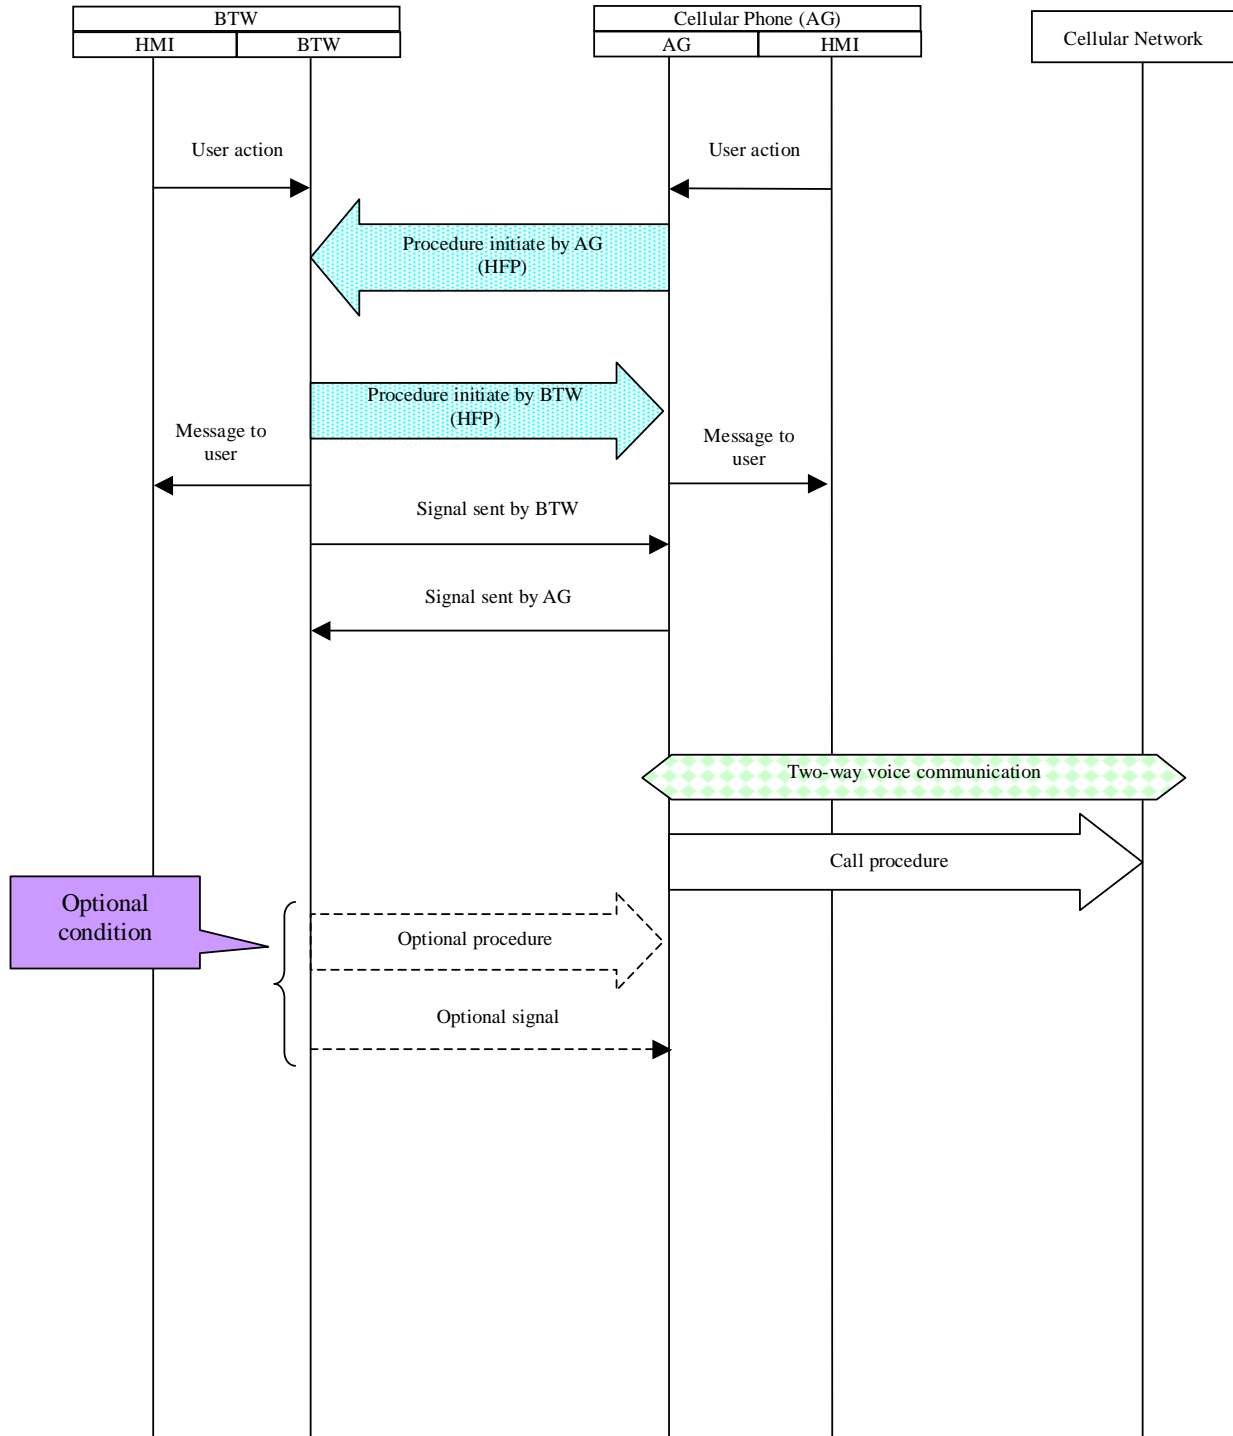 BTW
HMI
BTW
Cellular Phone (AG)
AG
HMI
Cellular Network
User action
User action
Procedure initiate by AG
(HFP)
Procedure initiate by BTW
(HFP)
Message to
user
Message to
user
Signal sent by BTW
Signal sent by AG
Two-way voice communication
Call procedure
Optional
condition
Optional procedure
Optional signal